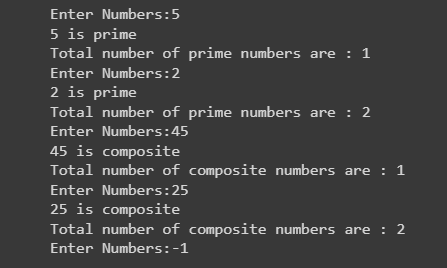 Enter Numbers:5
5 is prime
Total number of prime numbers are : 1
Enter Numbers:2
2 is prime
Total number of prime numbers are : 2
Enter Numbers:45
45 is composite
Total number of composite numbers are : 1
Enter Numbers:25
25 is composite
Total number of composite numbers are : 2
Enter Numbers:-1